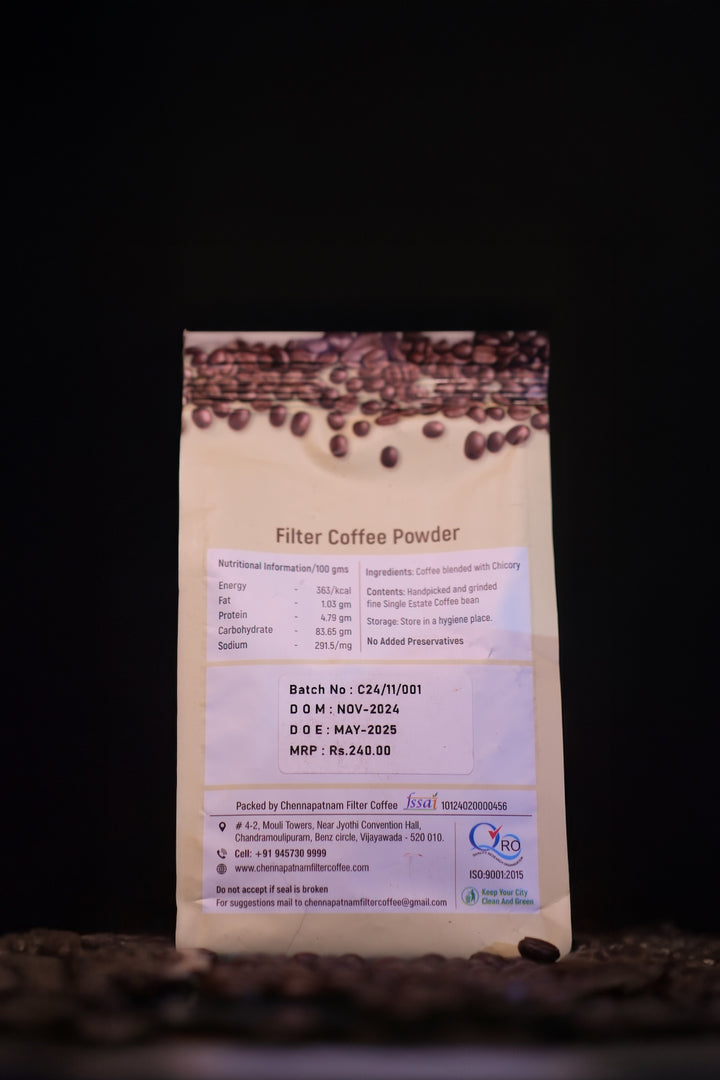 Filter Coffee Powder
Nutritional Information/100 gms
Energy - 363/kcal
Fat - 1.03 gm
Protein - 4.79 gm
Carbohydrate - 83.65 gm
Sodium - 291.5/mg
Ingredients: Coffee blended with Chicory
Contents: Handpicked and grinded
fine Single Estate Coffee bean
Storage: Store in a hygiene place.
No Added Preservatives
Batch No : C24/11/001
D O M : NOV-2024
D O E : MAY-2025
MRP : Rs.240.00
Packed by Chennapatnam Filter Coffee fssai 10124020000456
# 4-2, Mouli Towers, Near Jyothi Convention Hall,
Chandramoulipuram, Benz circle, Vijayawada - 520 010.
Cell: +91 945730 9999
www.chennapatnamfiltercoffee.com
Do not accept if seal is broken
For suggestions mail to chennapatnamfiltercoffee@gmail.com
QRO
ISO:9001:2015
Keep Your City
Clean And Green